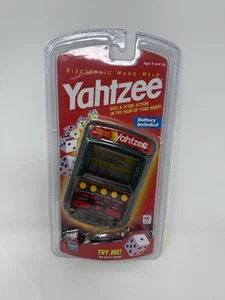 Ages 8 and Up
ELECTRONIC HAND-HELD
Yahtzee
ROLL & SCORE ACTION
IN THE PALM OF YOUR HAND!
Battery
Included!
Yahtzee
TRY ME!